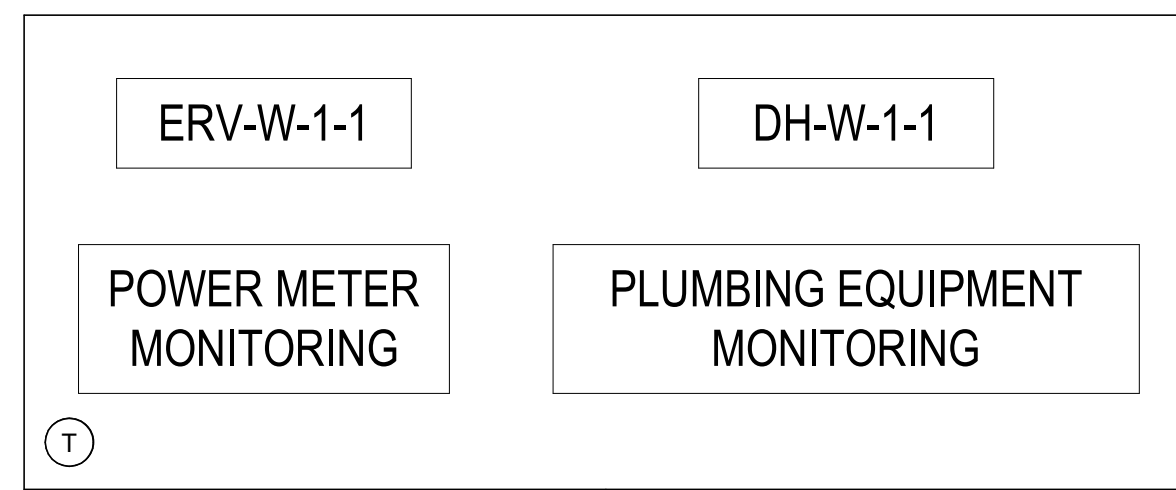 ERV-W-1-1
DH-W-1-1
POWER METER
MONITORING
PLUMBING EQUIPMENT
MONITORING
T